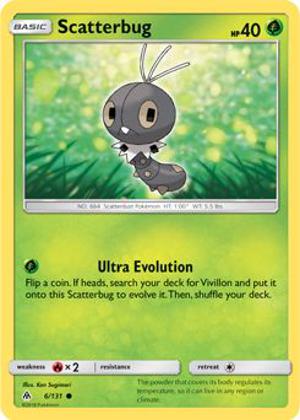 BASIC Scatterbug HP40
NO. 664 Scatterdust Pokémon HT: 1'00" WT: 5.5 lbs
Ultra Evolution
Flip a coin. If heads, search your deck for Vivillon and put it
onto this Scatterbug to evolve it. Then, shuffle your deck.
weakness ×2 resistance retreat
Illus. Ken Sugimori
6/131
The powder that covers its body regulates its
temperature, so it can live in any region or
climate.
©2018 Pokémon